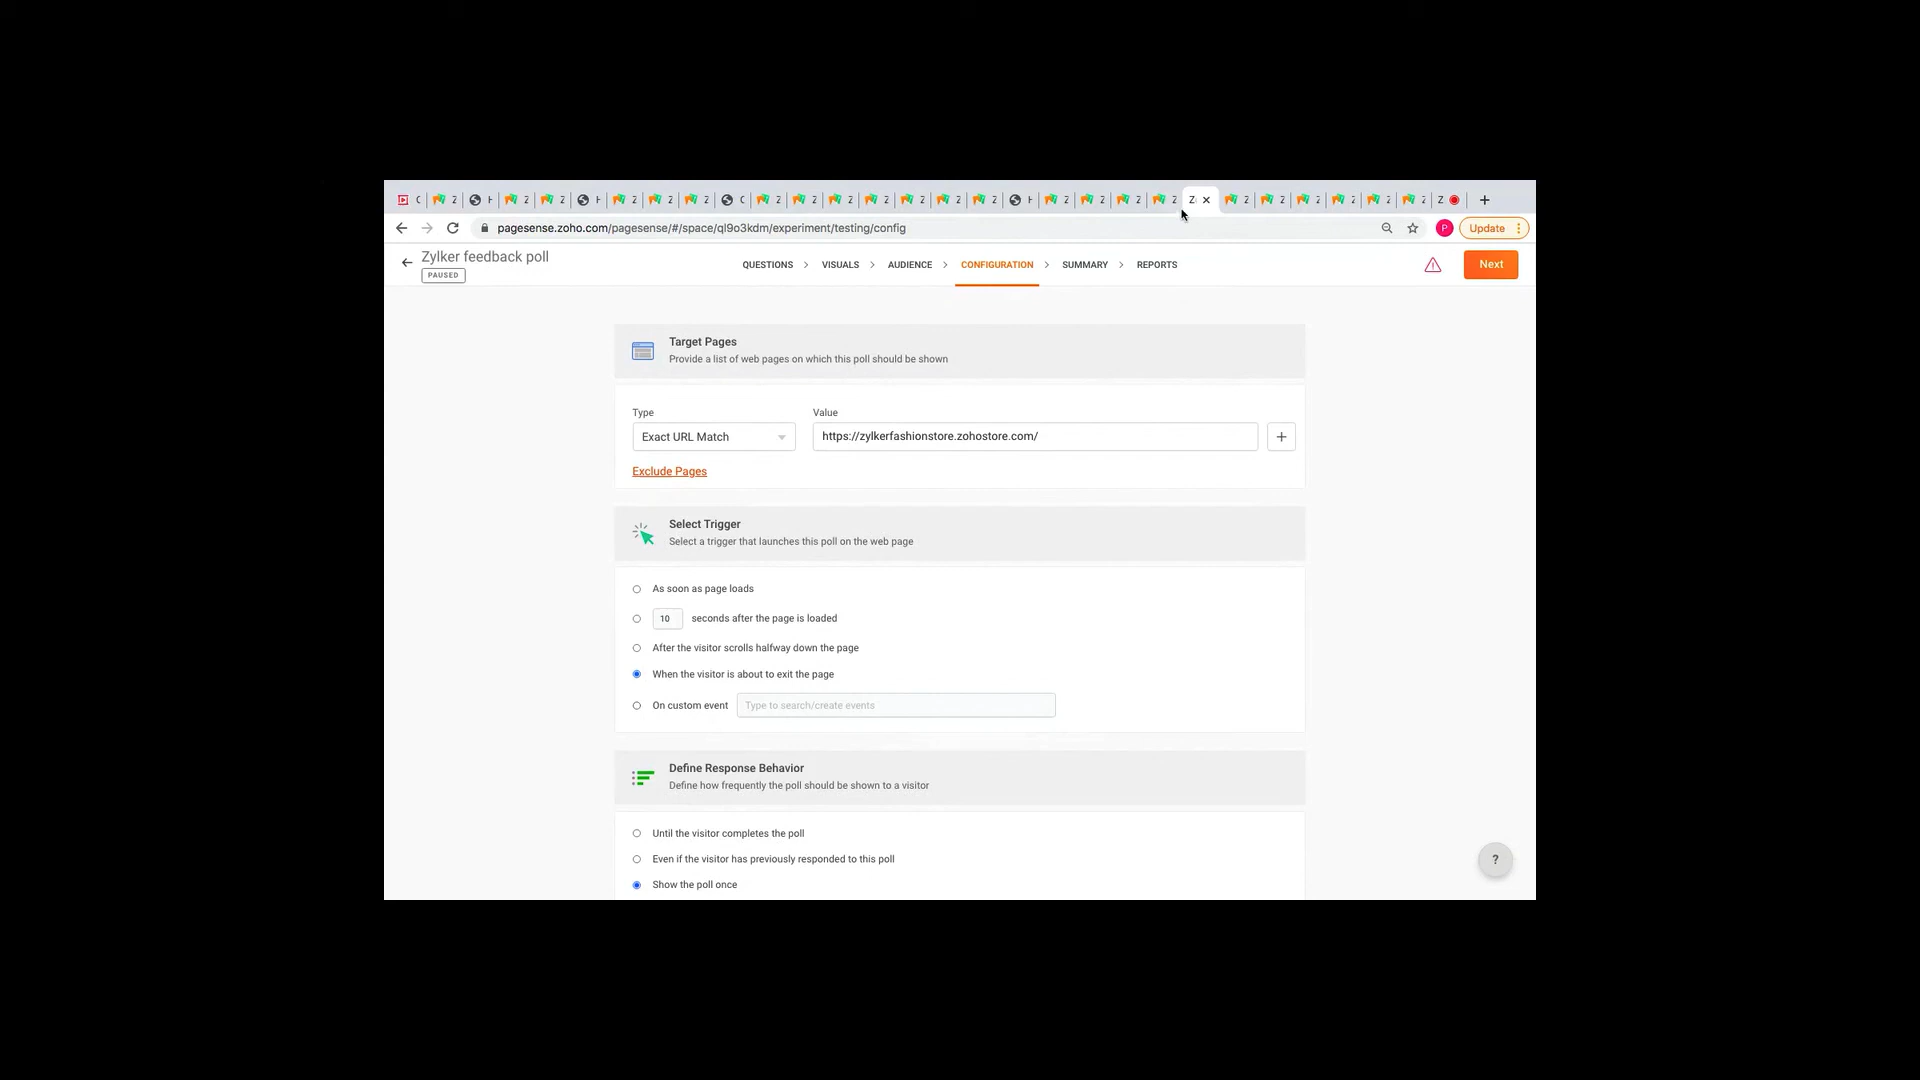 C Z H Z Z H Z Z Z C Z Z Z Z Z Z Z H Z Z Z Z Z Z Z Z Z Z Z Z
pagesense.zoho.com/pagesense/#/space/ql9o3kdm/experiment/testing/config
P
Update
Zylker feedback poll
PAUSED
QUESTIONS VISUALS AUDIENCE CONFIGURATION SUMMARY REPORTS
Next
Target Pages
Provide a list of web pages on which this poll should be shown
Type Value
Exact URL Match https://zylkerfashionstore.zohostore.com/ +
Exclude Pages
Select Trigger
Select a trigger that launches this poll on the web page
As soon as page loads
10 seconds after the page is loaded
After the visitor scrolls halfway down the page
When the visitor is about to exit the page
On custom event Type to search/create events
Define Response Behavior
Define how frequently the poll should be shown to a visitor
Until the visitor completes the poll
Even if the visitor has previously responded to this poll
Show the poll once
?